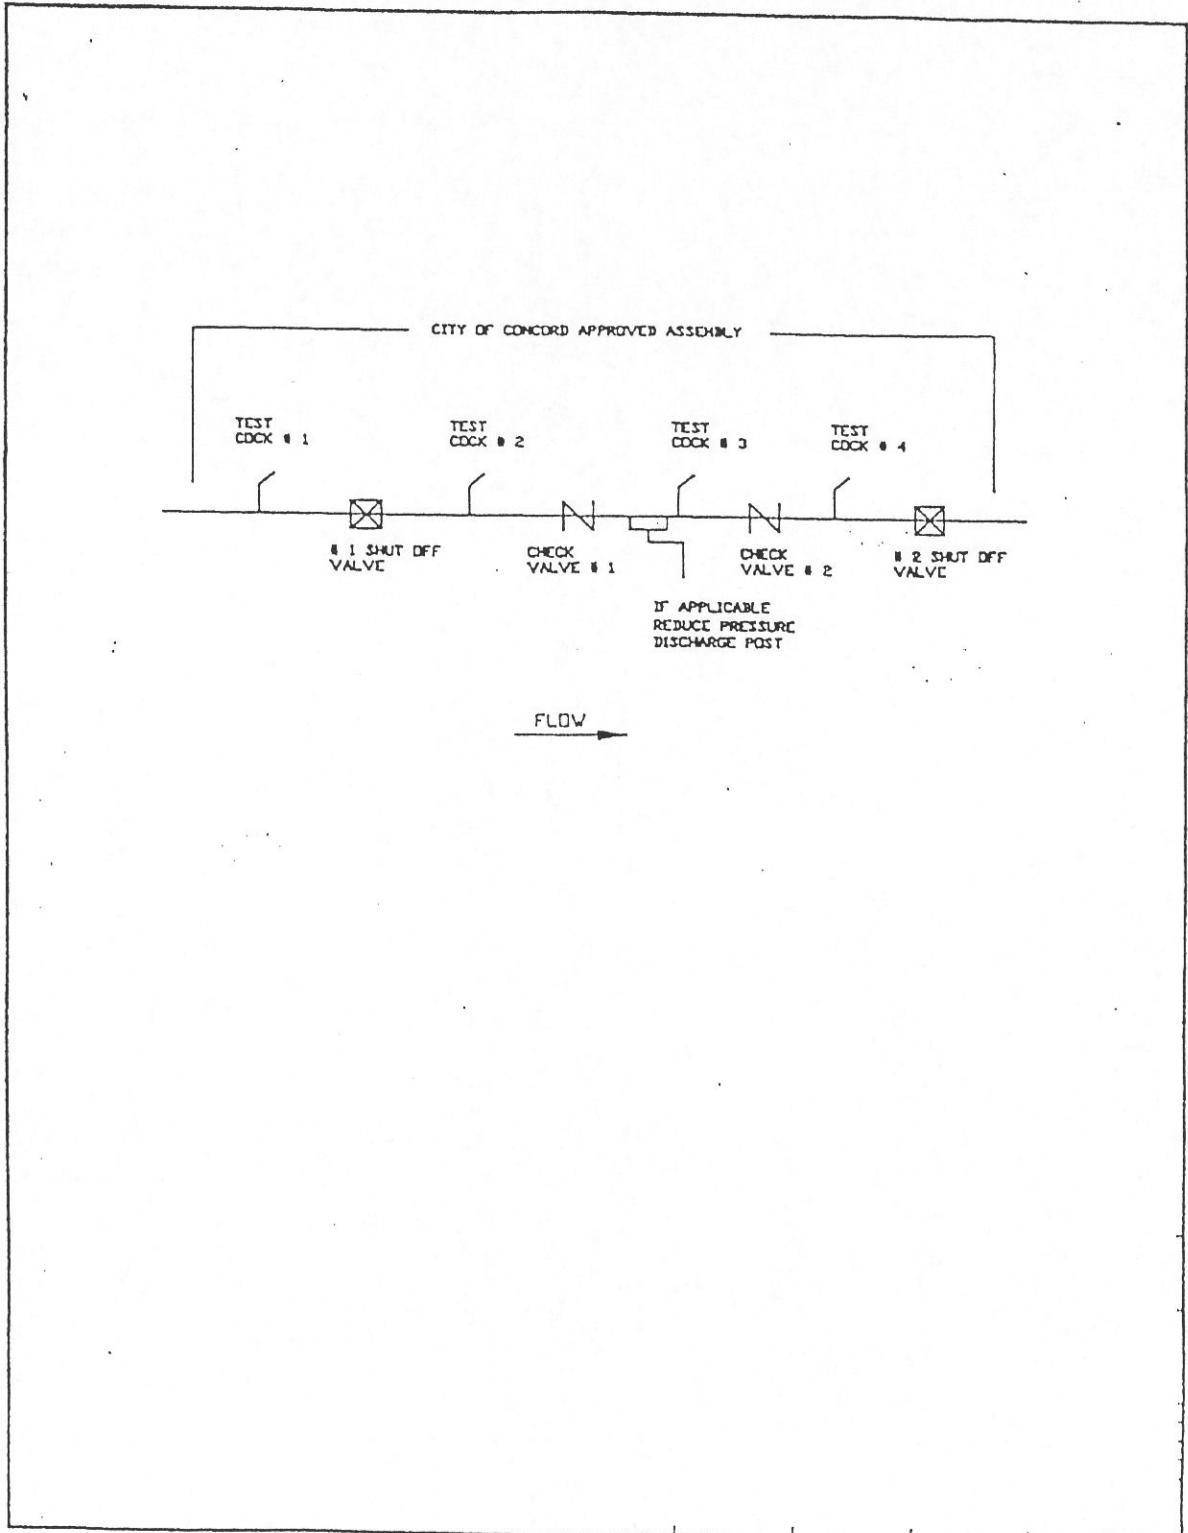 CITY OF CONCORD APPROVED ASSEMBLY
TEST
COCK # 1
TEST
COCK # 2
TEST
COCK # 3
TEST
COCK # 4
# 1 SHUT OFF
VALVE
CHECK
VALVE # 1
CHECK
VALVE # 2
# 2 SHUT OFF
VALVE
IF APPLICABLE
REDUCE PRESSURE
DISCHARGE POST
FLOW